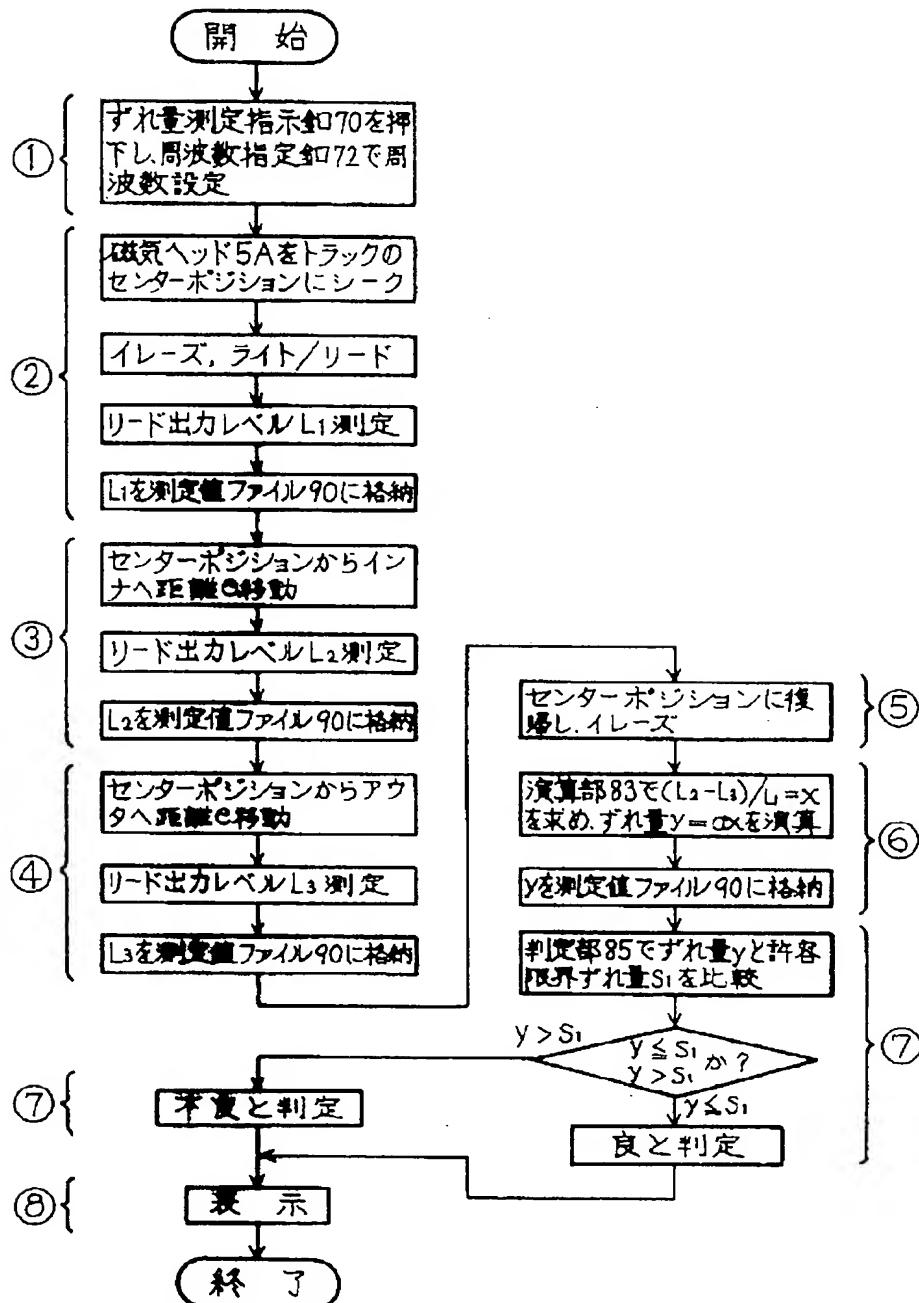 開 始
①
ずれ量測定指示釦70を押
下し、周波数指定釦72で周
波数設定
②
磁気ヘッド5Aをトラックの
センターポジションにシーク
イレーズ, ライト/リード
リード出力レベルL1測定
L1を測定値ファイル90に格納
③
センターポジションからイン
ナへ距離e移動
リード出力レベルL2測定
L2を測定値ファイル90に格納
④
センターポジションからアウ
タへ距離e移動
リード出力レベルL3測定
L3を測定値ファイル90に格納
センターポジションに復
帰し、イレーズ
⑤
演算部83で(L2-L3)/L1=x
を求め、ずれ量y=αxを演算
⑥
yを測定値ファイル90に格納
判定部85でずれ量yと許容
限界ずれ量S1を比較
⑦
y≦S1
y>S1 か?
y>S1
y≦S1
良と判定
⑦
不良と判定
⑧
表 示
終 了